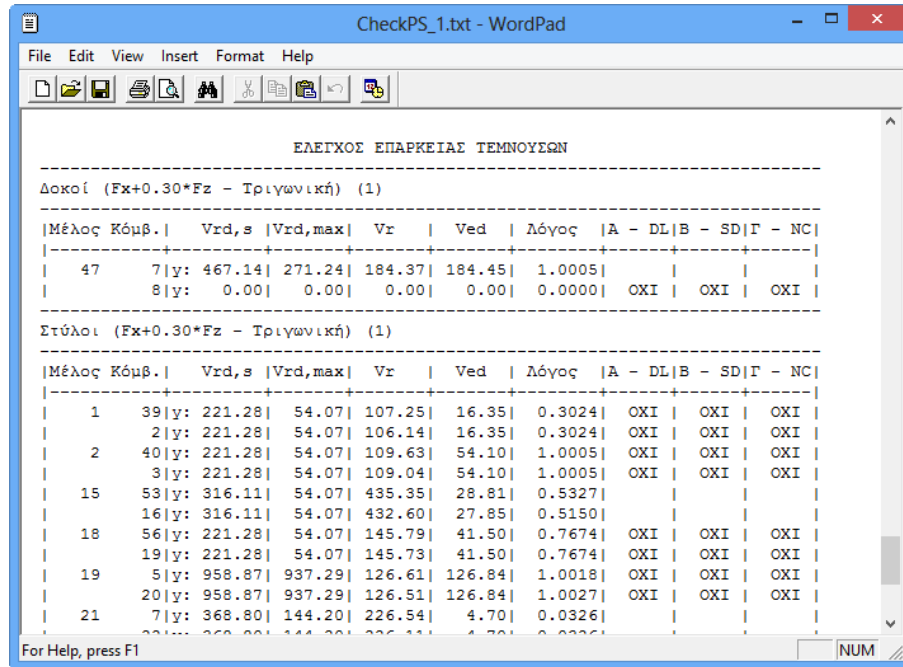 CheckPS_1.txt - WordPad
File Edit View Insert Format Help
ΕΛΕΓΧΟΣ ΕΠΑΡΚΕΙΑΣ ΤΕΜΝΟΥΣΩΝ
Δοκοί (Fx+0.30*Fz - Τριγωνική) (1)
|Μέλος Κόμβ.| Vrd,s |Vrd,max| Vr | Ved | Λόγος |Α - DL|Β - SD|Γ - NC|
| 47 7|y: 467.14| 271.24| 184.37| 184.45| 1.0005| | | |
| 8|y: 0.00| 0.00| 0.00| 0.00| 0.0000| ΟΧΙ | ΟΧΙ | ΟΧΙ |
Στύλοι (Fx+0.30*Fz - Τριγωνική) (1)
|Μέλος Κόμβ.| Vrd,s |Vrd,max| Vr | Ved | Λόγος |Α - DL|Β - SD|Γ - NC|
| 1 39|y: 221.28| 54.07| 107.25| 16.35| 0.3024| ΟΧΙ | ΟΧΙ | ΟΧΙ |
| 2|y: 221.28| 54.07| 106.14| 16.35| 0.3024| ΟΧΙ | ΟΧΙ | ΟΧΙ |
| 2 40|y: 221.28| 54.07| 109.63| 54.10| 1.0005| ΟΧΙ | ΟΧΙ | ΟΧΙ |
| 3|y: 221.28| 54.07| 109.04| 54.10| 1.0005| ΟΧΙ | ΟΧΙ | ΟΧΙ |
| 15 53|y: 316.11| 54.07| 435.35| 28.81| 0.5327| | | |
| 16|y: 316.11| 54.07| 432.60| 27.85| 0.5150| | | |
| 18 56|y: 221.28| 54.07| 145.79| 41.50| 0.7674| ΟΧΙ | ΟΧΙ | ΟΧΙ |
| 19|y: 221.28| 54.07| 145.73| 41.50| 0.7674| ΟΧΙ | ΟΧΙ | ΟΧΙ |
| 19 5|y: 958.87| 937.29| 126.61| 126.84| 1.0018| ΟΧΙ | ΟΧΙ | ΟΧΙ |
| 20|y: 958.87| 937.29| 126.51| 126.84| 1.0027| ΟΧΙ | ΟΧΙ | ΟΧΙ |
| 21 7|y: 368.80| 144.20| 226.54| 4.70| 0.0326| | | |
For Help, press F1
NUM